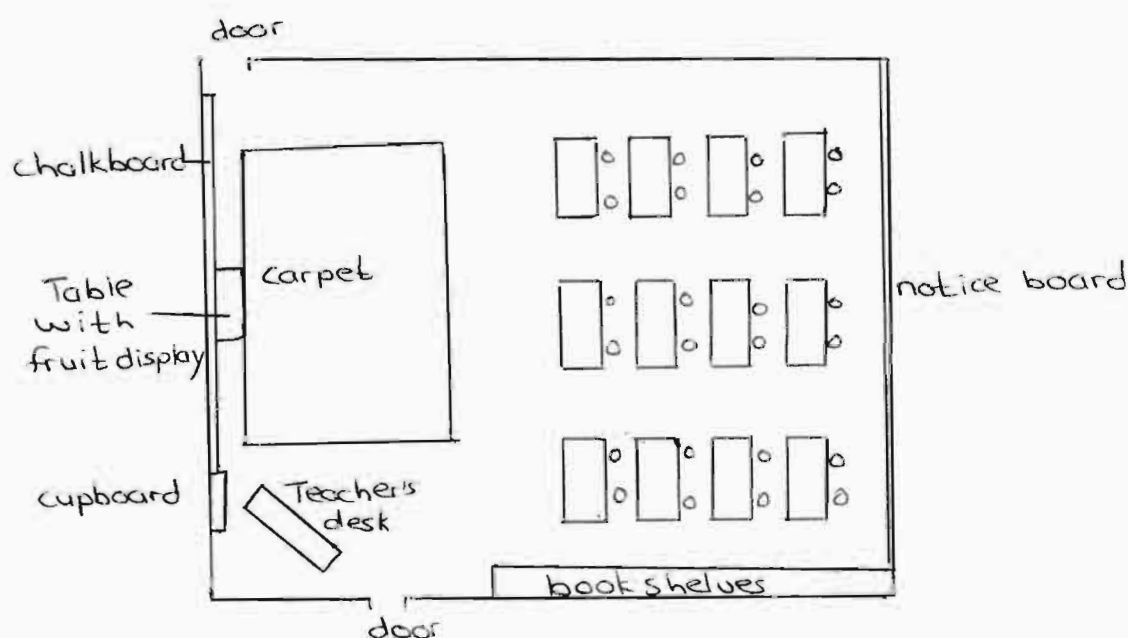 door
chalkboard
carpet
Table
with
fruit display
notice board
cupboard
Teacher's
desk
book shelves
door